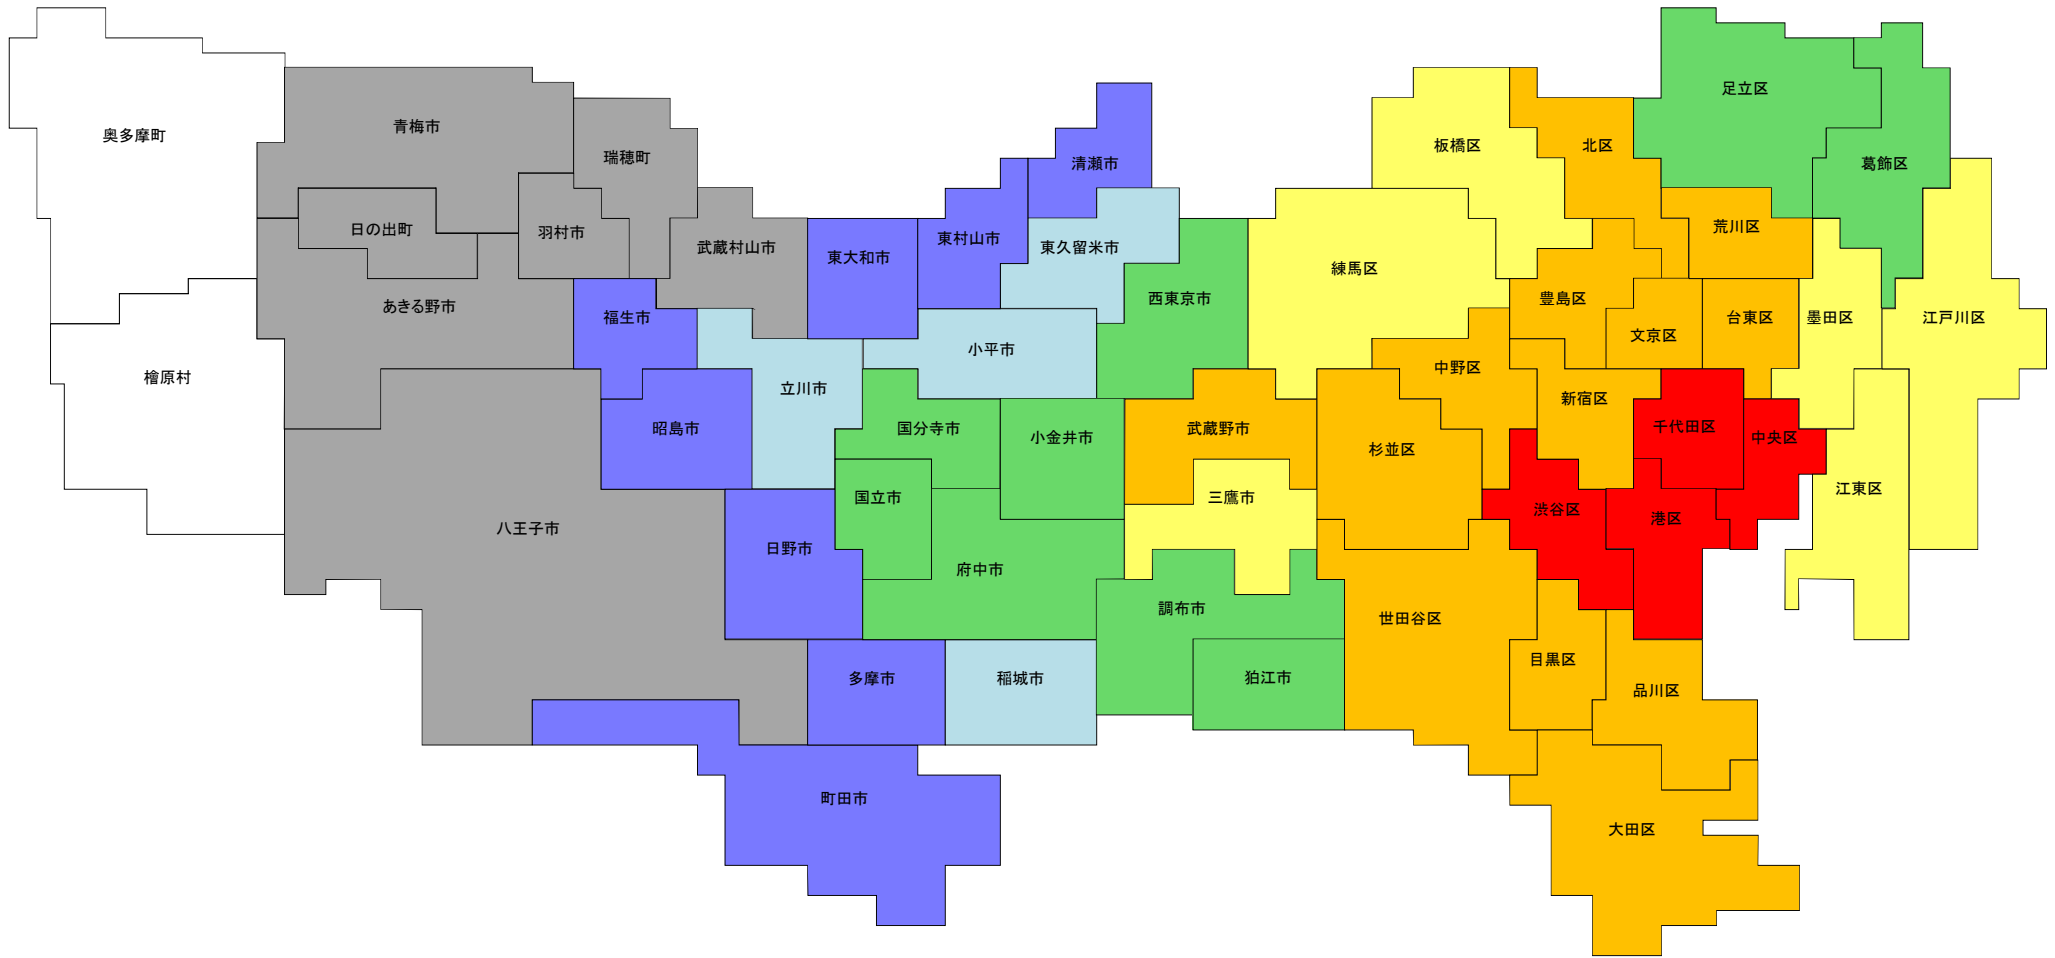 奥多摩町
青梅市
瑞穂町
日の出町
羽村市
武蔵村山市
あきる野市
檜原村
福生市
昭島市
立川市
八王子市
東大和市
東村山市
清瀬市
東久留米市
西東京市
小平市
国分寺市
小金井市
国立市
日野市
府中市
武蔵野市
三鷹市
調布市
狛江市
多摩市
稲城市
町田市
板橋区
北区
足立区
葛飾区
荒川区
練馬区
豊島区
文京区
台東区
墨田区
江戸川区
中野区
新宿区
千代田区
中央区
杉並区
渋谷区
港区
江東区
世田谷区
目黒区
品川区
大田区